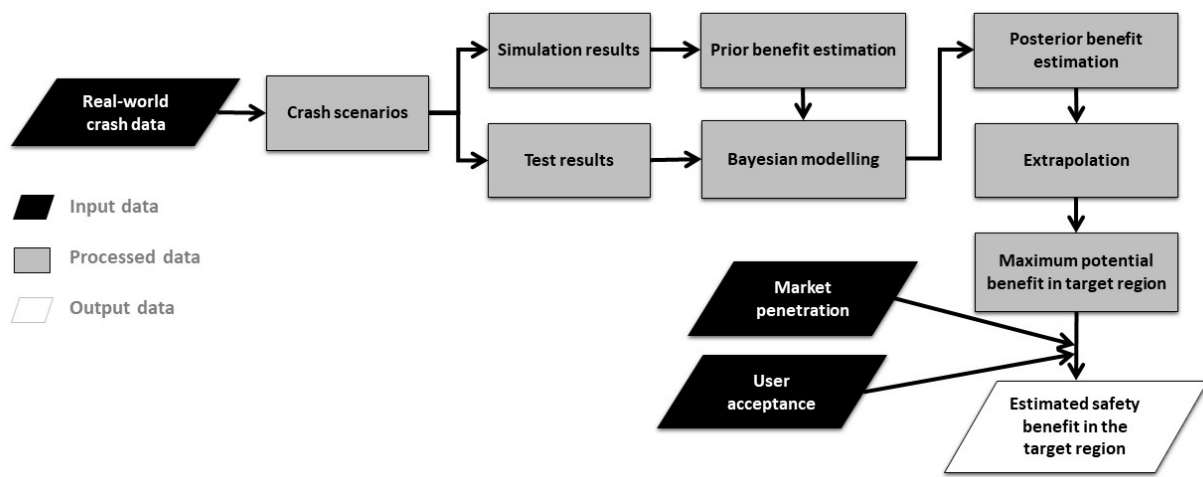 Real-world
crash data
Crash scenarios
Simulation results
Prior benefit estimation
Posterior benefit
estimation
Test results
Bayesian modelling
Extrapolation
Maximum potential
benefit in target region
Market
penetration
User
acceptance
Estimated safety
benefit in the
target region
Input data
Processed data
Output data